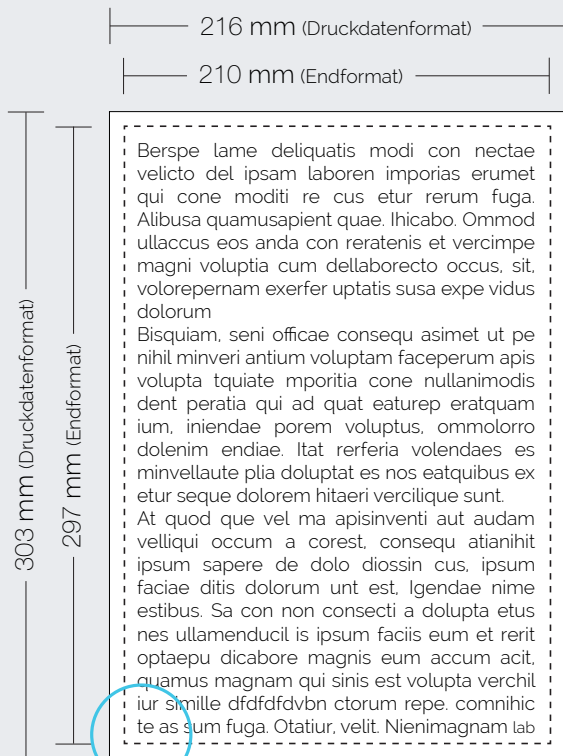 216 mm (Druckdatenformat)
210 mm (Endformat)
303 mm (Druckdatenformat)
297 mm (Endformat)
Berspe lame deliquatis modi con nectae
velicto del ipsam laboren imporias erumet
qui cone moditi re cus etur rerum fuga.
Alibusa quamusapient quae. Ihicabo. Ommod
ullaccus eos anda con reratenis et vercimpe
magni voluptia cum dellaborecto occus, sit,
volorepernam exerfer uptatis susa expe vidus
dolorum
Bisquiam, seni officae consequ asimet ut pe
nihil minveri antium voluptam faceperum apis
volupta tquiate mporitia cone nullanimodis
dent peratia qui ad quat eaturep eratquam
ium, iniendae porem voluptus, ommolorro
dolenim endiae. Itat rerferia volendaes es
minvellaute plia doluptat es nos eatquibus ex
etur seque dolorem hitaeri vercilique sunt.
At quod que vel ma apisinventi aut audam
velliqui occum a corest, consequ atianihit
ipsum sapere de dolo diossin cus, ipsum
faciae ditis dolorum unt est, Igendae nime
estibus. Sa con non consecti a dolupta etus
nes ullamenducil is ipsum faciis eum et rerit
optaepu dicabore magnis eum accum acit,
quamus magnam qui sinis est volupta verchil
iur simille dfdfdfdvbn ctorum repe. comnihic
te as sum fuga. Otatiur, velit. Nienimagnam lab